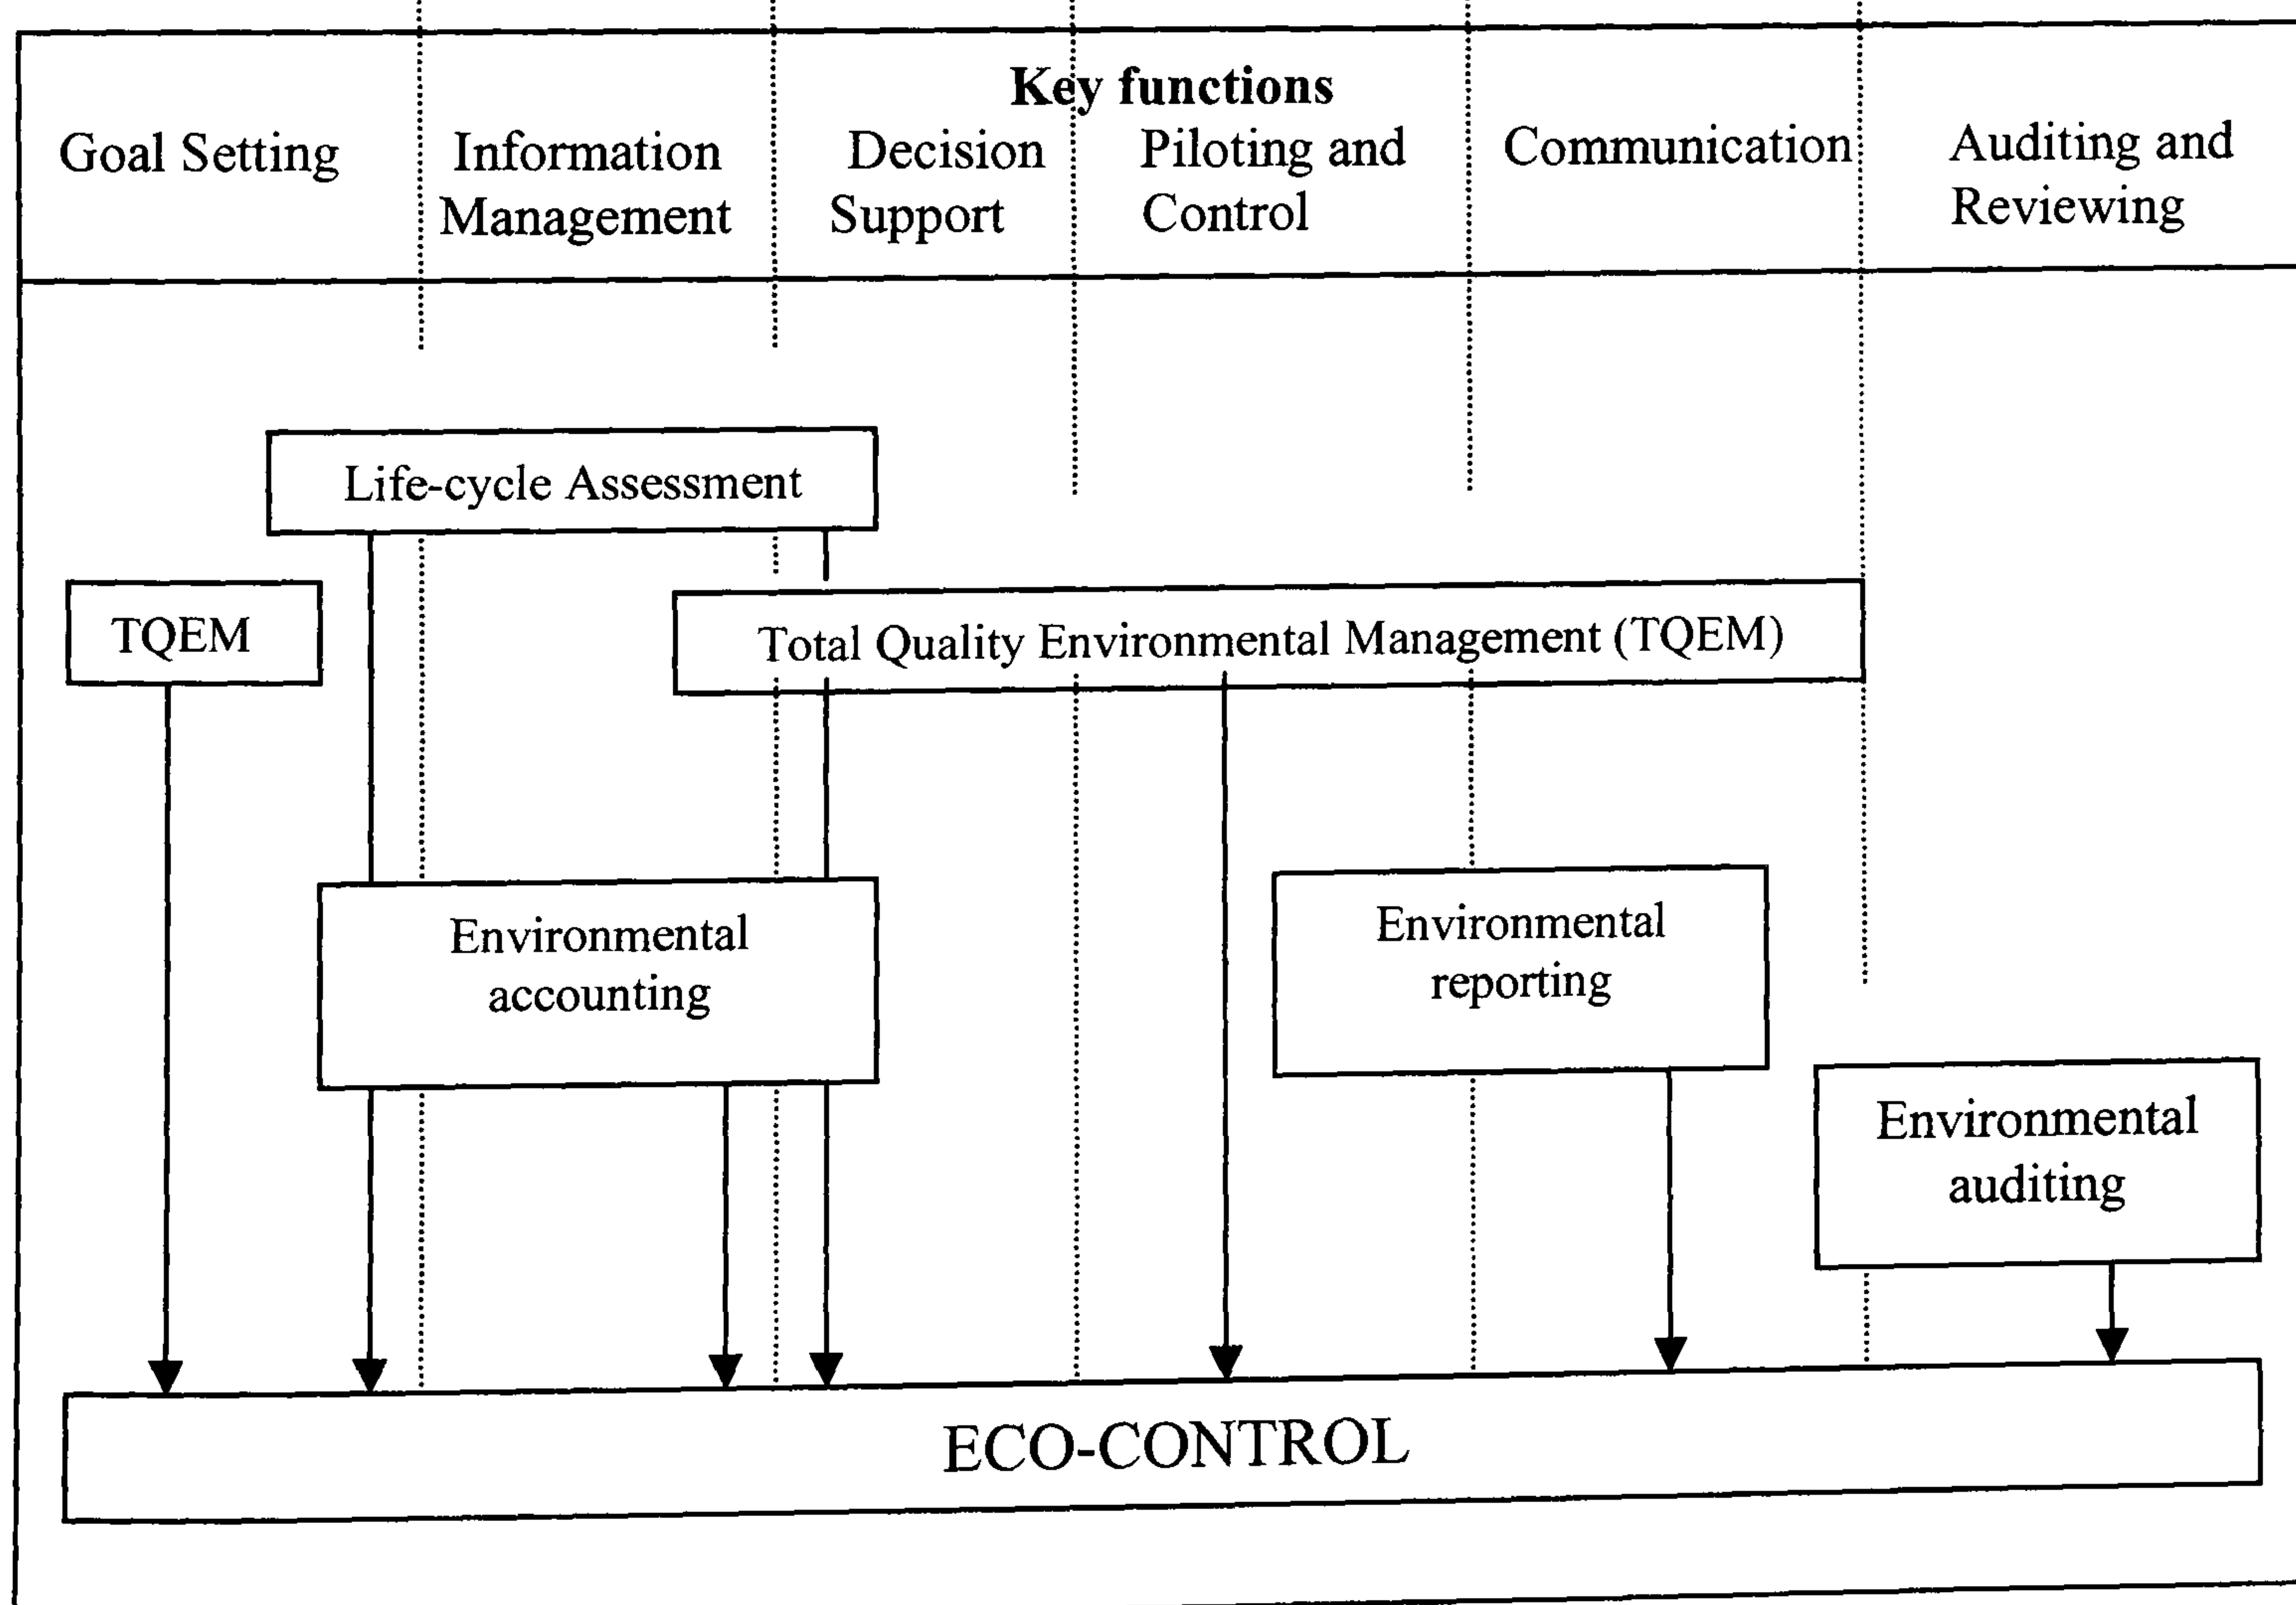 Key functions
Goal Setting
Information
Management
Decision
Support
Piloting and
Control
Communication
Auditing and
Reviewing
Life-cycle Assessment
TQEM
Total Quality Environmental Management (TQEM)
Environmental
accounting
Environmental
reporting
Environmental
auditing
ECO-CONTROL